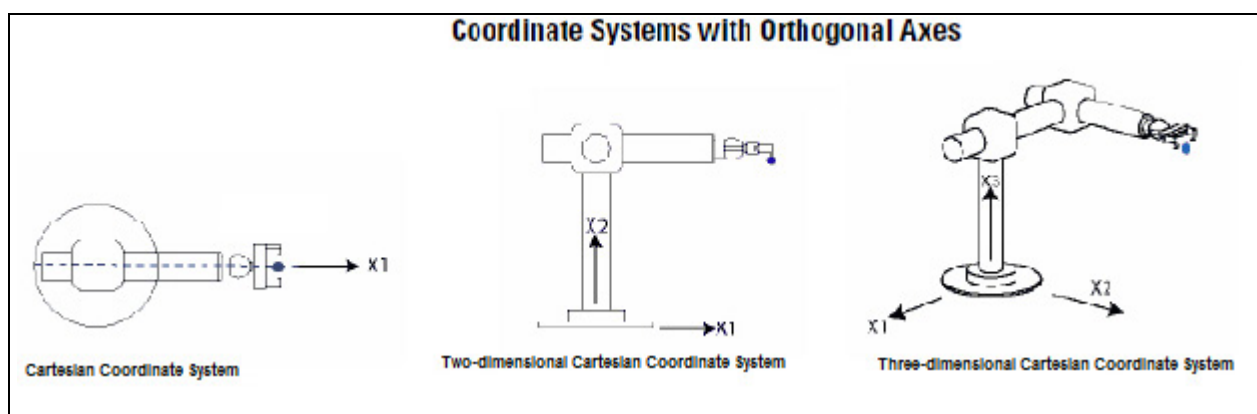 Coordinate Systems with Orthogonal Axes
X1
Cartesian Coordinate System
X2
X1
Two-dimensional Cartesian Coordinate System
X3
X1
X2
Three-dimensional Cartesian Coordinate System